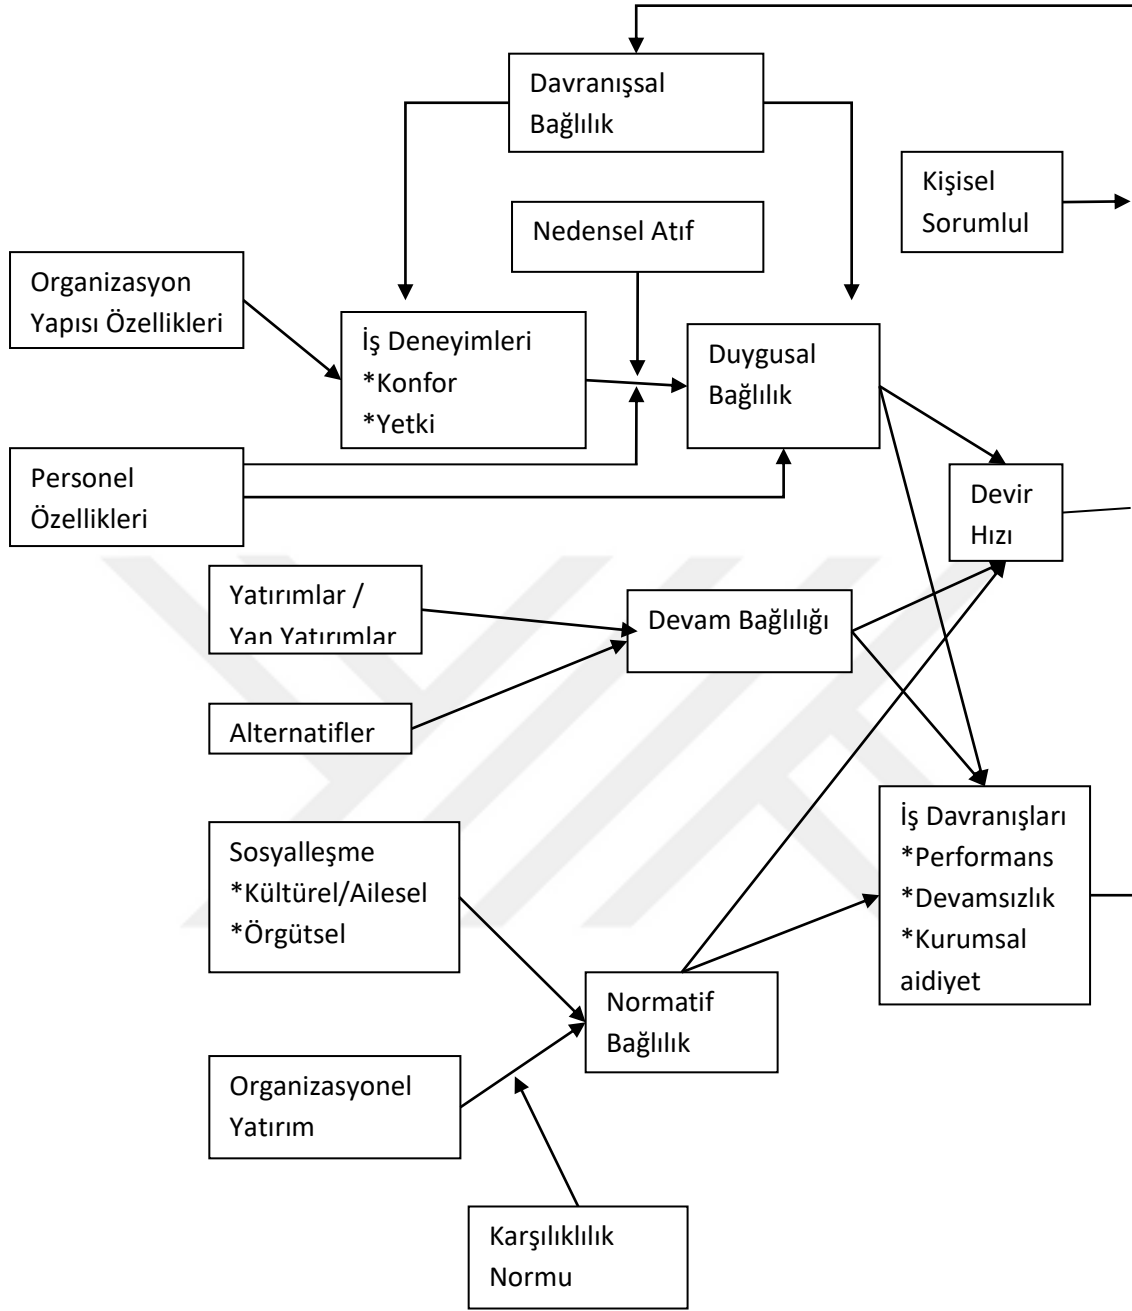 Davranışsal
Bağlılık
Kişisel
Sorumlul
Nedensel Atıf
Organizasyon
Yapısı Özellikleri
İş Deneyimleri
*Konfor
*Yetki
Duygusal
Bağlılık
Personel
Özellikleri
Devir
Hızı
Yatırımlar /
Yan Yatırımlar
Devam Bağlılığı
Alternatifler
İş Davranışları
*Performans
*Devamsızlık
*Kurumsal
aidiyet
Sosyalleşme
*Kültürel/Ailesel
*Örgütsel
Normatif
Bağlılık
Organizasyonel
Yatırım
Karşılıklılık
Normu